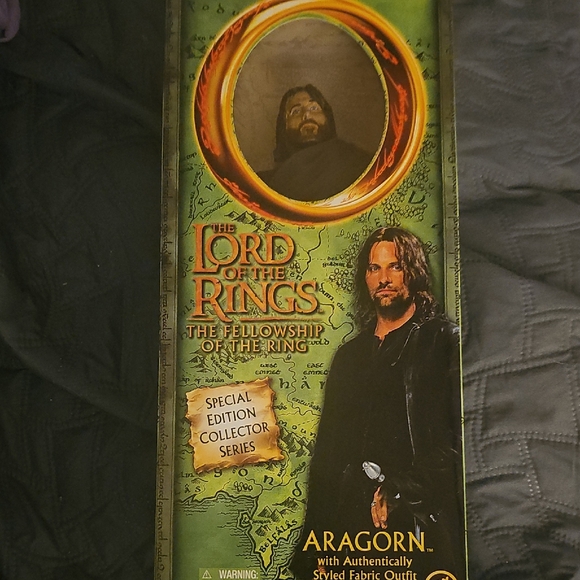 THE
LORD
OF THE
RINGS
THE FELLOWSHIP
OF THE RING
SPECIAL
EDITION
COLLECTOR
SERIES
ARAGORN™
with Authentically
Styled Fabric Outfit
⚠ WARNING: